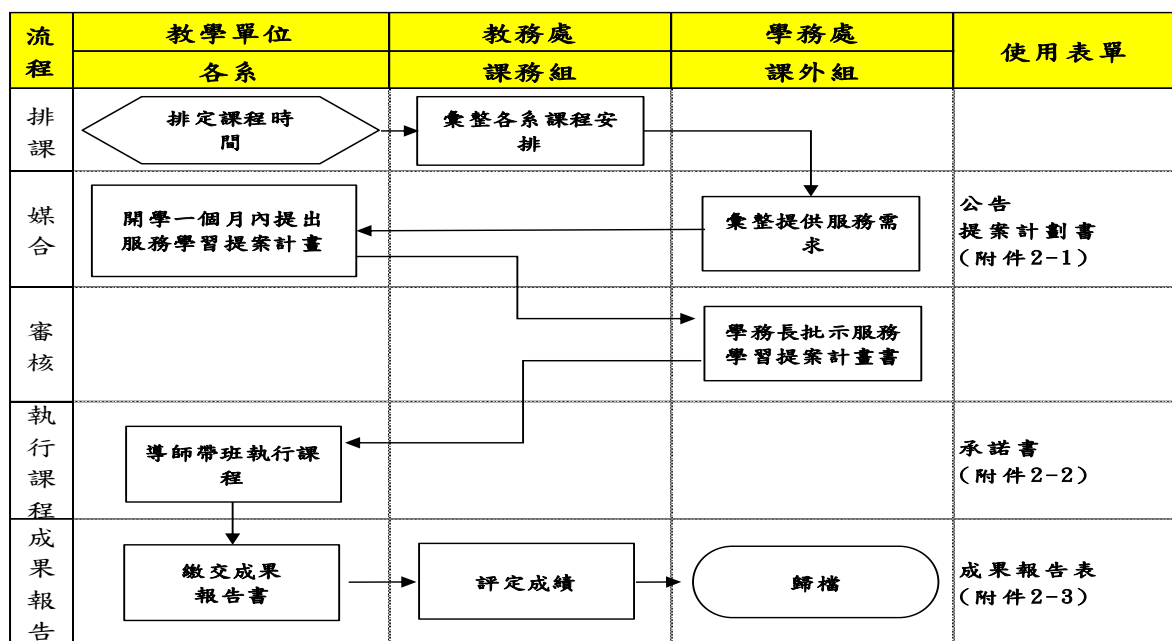 流程
教學單位
教務處
學務處
使用表單
各系
課務組
課外組
排課
排定課程時
間
彙整各系課程安
排
媒合
開學一個月內提出
服務學習提案計畫
彙整提供服務需
求
公告
提案計劃書
(附件2-1)
審核
學務長批示服務
學習提案計畫書
執行課程
導師帶班執行課
程
承諾書
(附件2-2)
成果報告
繳交成果
報告書
評定成績
歸檔
成果報告表
(附件2-3)